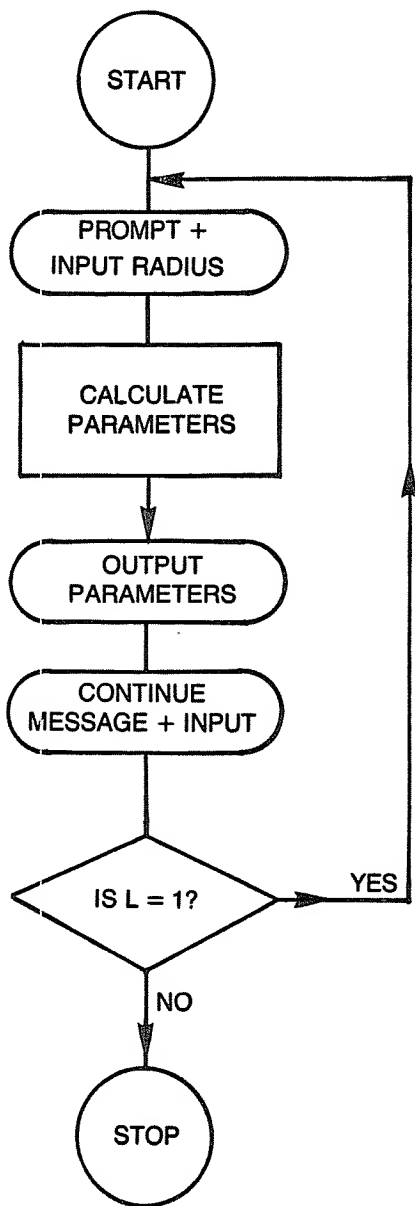 START
PROMPT +
INPUT RADIUS
CALCULATE
PARAMETERS
OUTPUT
PARAMETERS
CONTINUE
MESSAGE + INPUT
IS L = 1?
YES
NO
STOP